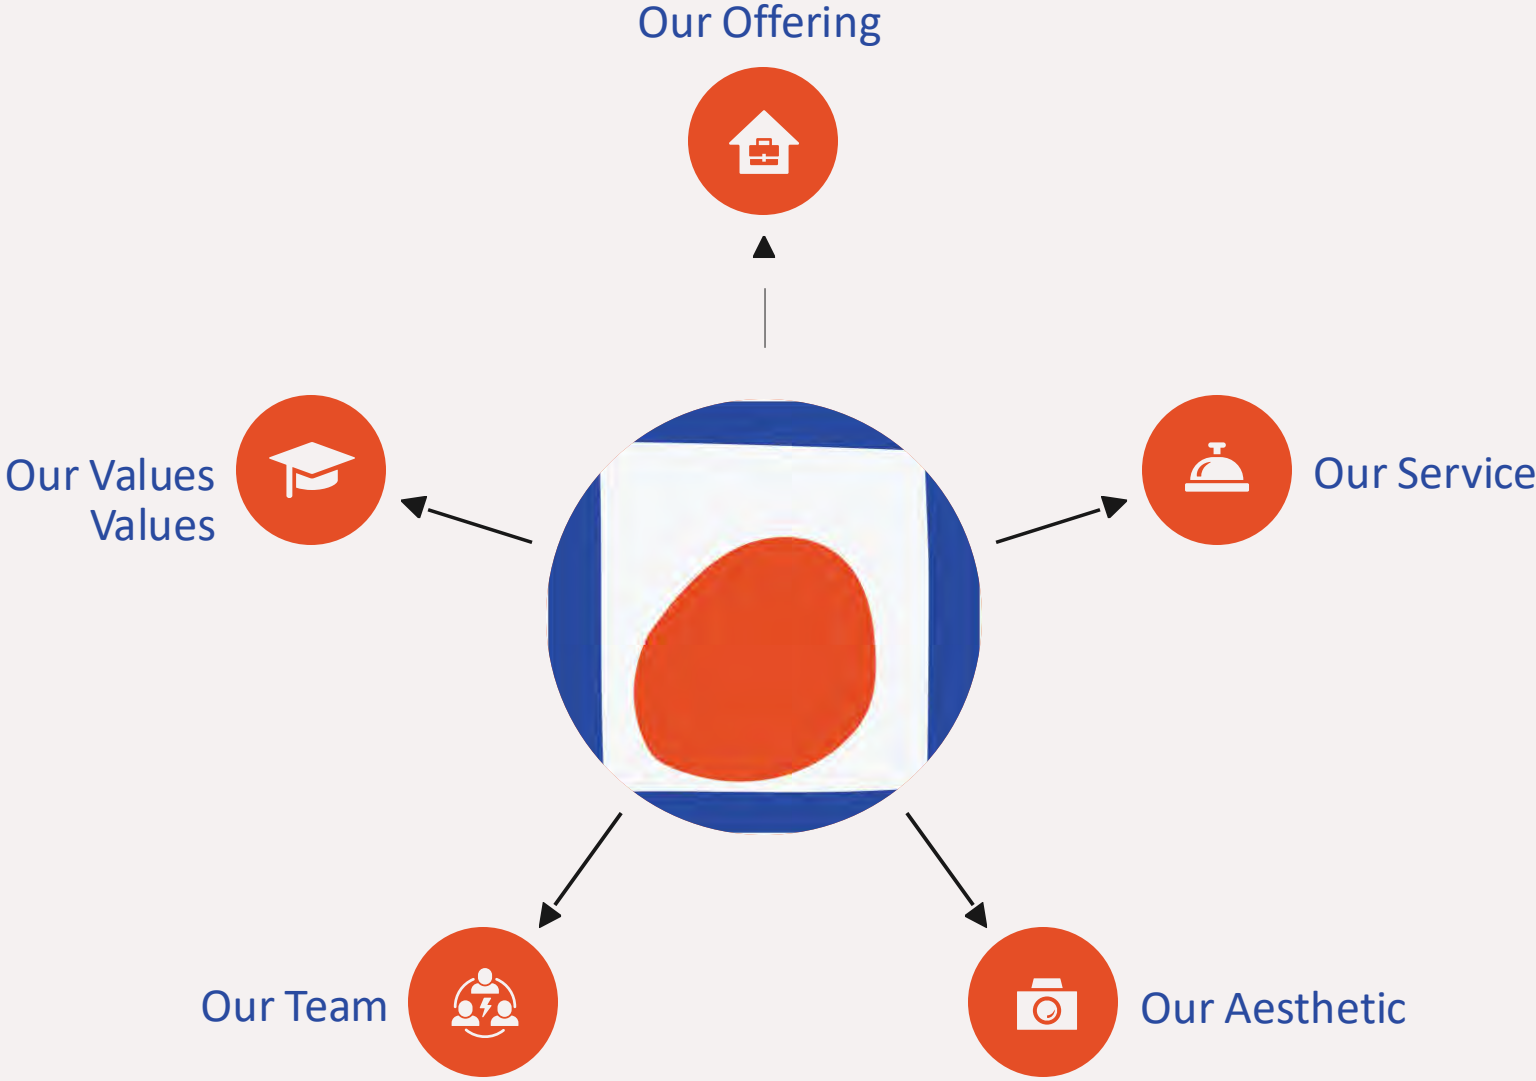 Our Offering
Our Values
Values
Our Service
Our Team
Our Aesthetic